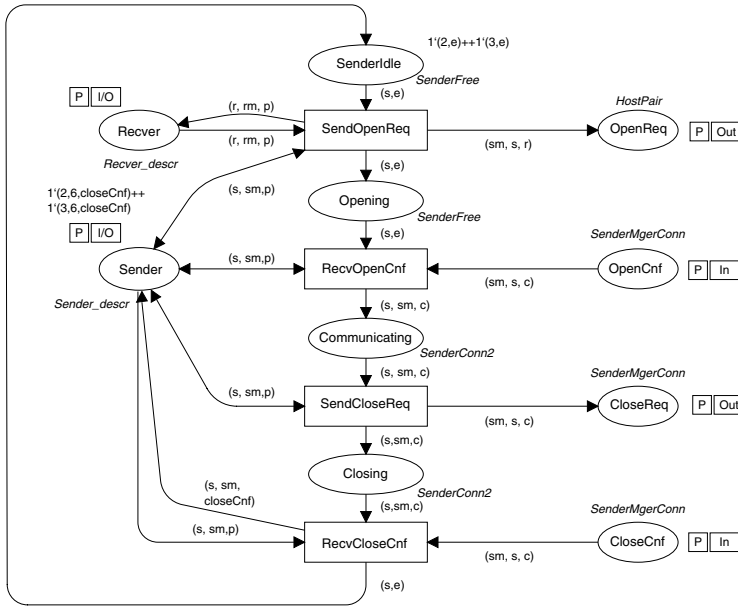 1‘(2,e)++1‘(3,e)
SenderIdle
SenderFree
(s,e)
P I/O
(r, rm, p)
HostPair
Recver
SendOpenReq
OpenReq
P Out
(r, rm, p)
(sm, s, r)
Recver_descr
(s,e)
(s, sm,p)
1‘(2,6,closeCnf)++
1‘(3,6,closeCnf)
Opening
SenderFree
P I/O
(s,e)
SenderMgerConn
(s, sm,p)
Sender
RecvOpenCnf
OpenCnf
P In
(sm, s, c)
Sender_descr
(s, sm, c)
Communicating
SenderConn2
(s, sm, c)
SenderMgerConn
(s, sm,p)
SendCloseReq
CloseReq
P Out
(sm, s, c)
(s,sm,c)
Closing
(s, sm,
closeCnf)
SenderConn2
(s,sm,c)
SenderMgerConn
(s, sm,p)
RecvCloseCnf
CloseCnf
P In
(sm, s, c)
(s,e)